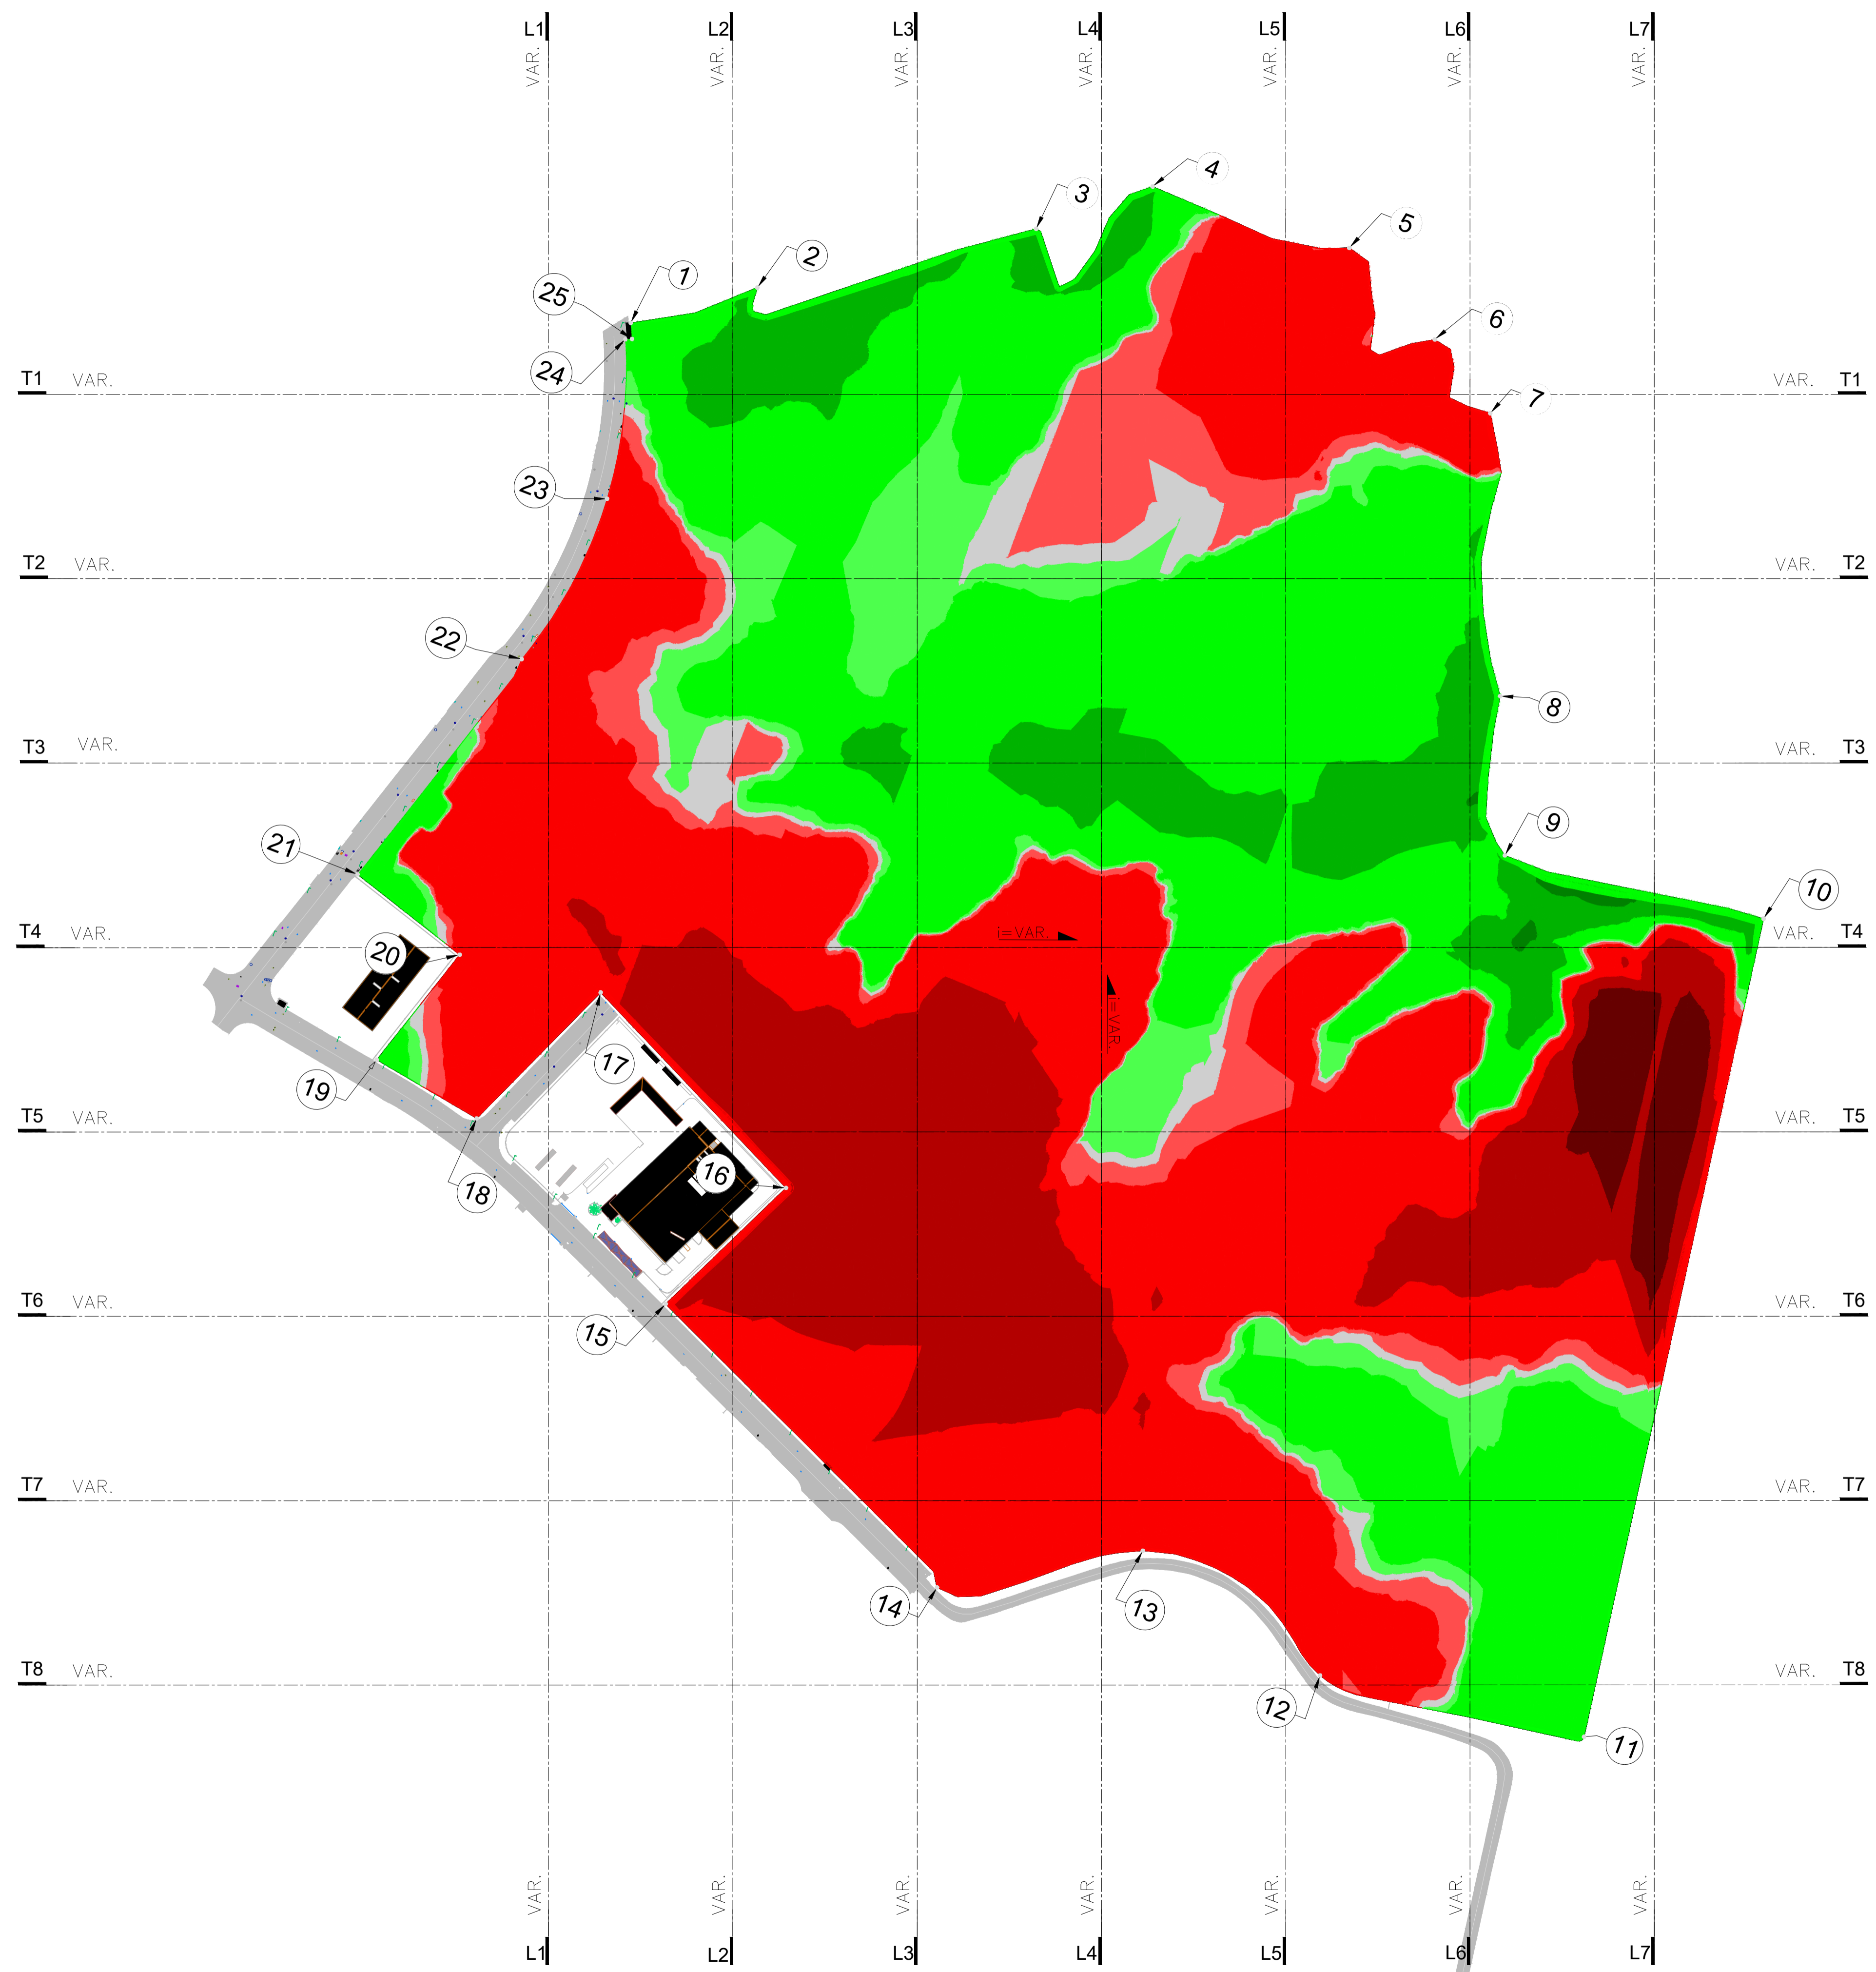 L1 L2 L3 L4 L5 L6 L7
VAR. VAR. VAR. VAR. VAR. VAR. VAR.
4
3
5
2
1
25
6
24
T1 VAR. VAR. T1
7
23
T2 VAR. VAR. T2
22
8
T3 VAR. VAR. T3
9
21
10
T4 VAR. i=VAR. VAR. T4
20
i=VAR.
17
19
T5 VAR. VAR. T5
16
18
T6 VAR. VAR. T6
15
T7 VAR. VAR. T7
14
13
T8 VAR. VAR. T8
12
11
VAR. VAR. VAR. VAR. VAR. VAR. VAR.
L1 L2 L3 L4 L5 L6 L7